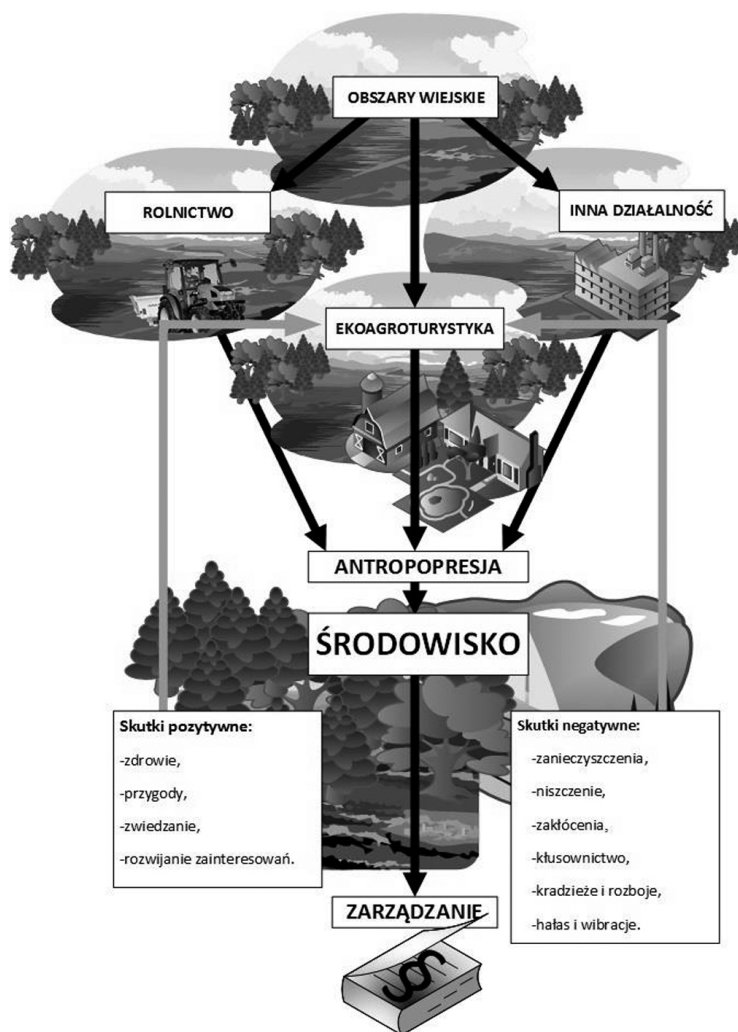 OBSZARY WIEJSKIE
ROLNICTWO
INNA DZIAŁALNOŚĆ
EKOAGROTURYSTYKA
ANTROPOPRESJA
ŚRODOWISKO
Skutki pozytywne:
-zdrowie,
-przygody,
-zwiedzanie,
-rozwijanie zainteresowań.
Skutki negatywne:
-zanieczyszczenia,
-niszczenie,
-zakłócenia,
-kłusownictwo,
-kradzieże i rozboje,
-hałas i wibracje.
ZARZĄDZANIE
§